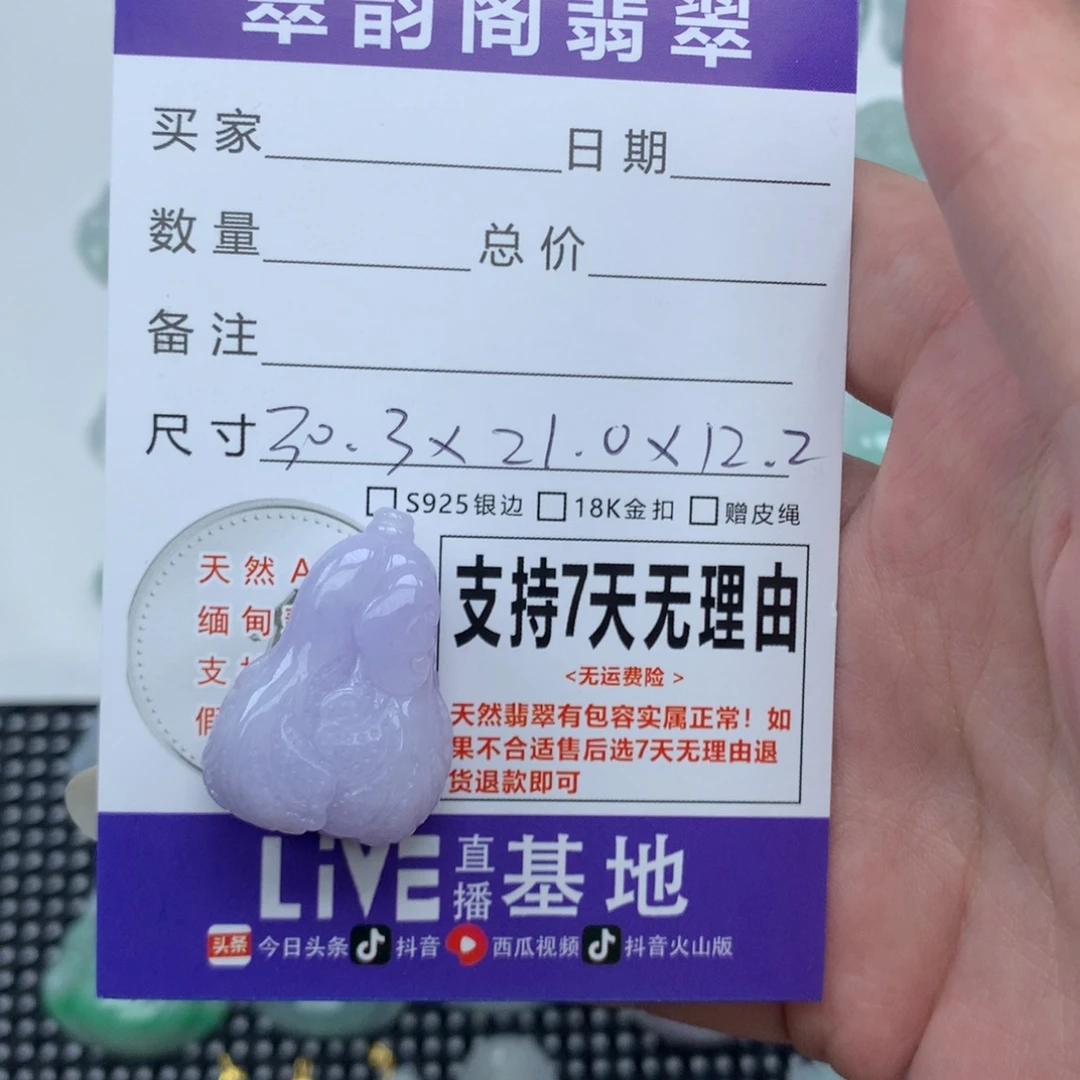 翠韵阁翡翠
买家 日期
数量 总价
备注
尺寸 30.3×21.0×12.2
S925银边 18K金扣 赠皮绳
天然A
缅甸
支持
假
支持7天无理由
<无运费险>
天然翡翠有包容实属正常！如
果不合适售后选7天无理由退
货退款即可
LiVE 直播 基地
头条 今日头条 抖音 西瓜视频 抖音火山版